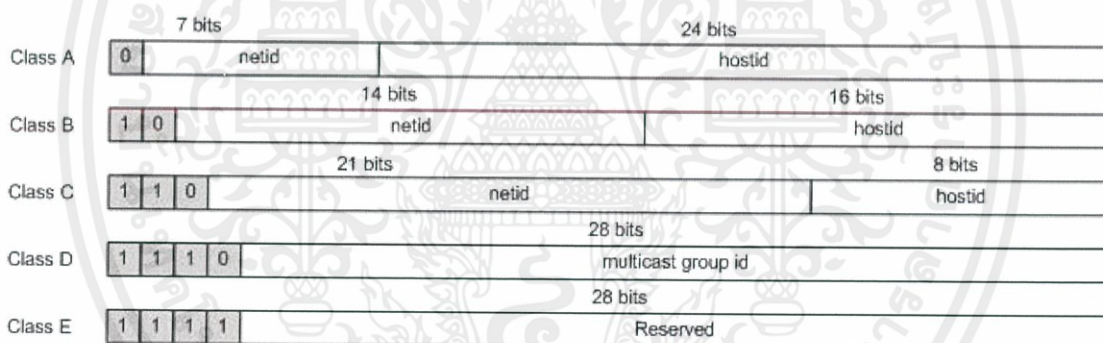 7 bits 24 bits
Class A 0 netid hostid
14 bits 16 bits
Class B 1 0 netid hostid
21 bits 8 bits
Class C 1 1 0 netid hostid
28 bits
Class D 1 1 1 0 multicast group id
28 bits
Class E 1 1 1 1 Reserved